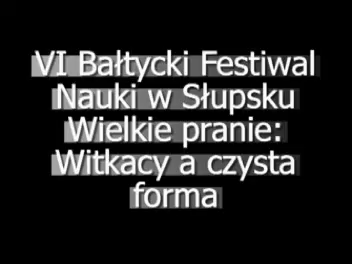 VI Bałtycki Festiwal
Nauki w Słupsku
Wielkie pranie:
Witkacy a czysta
forma